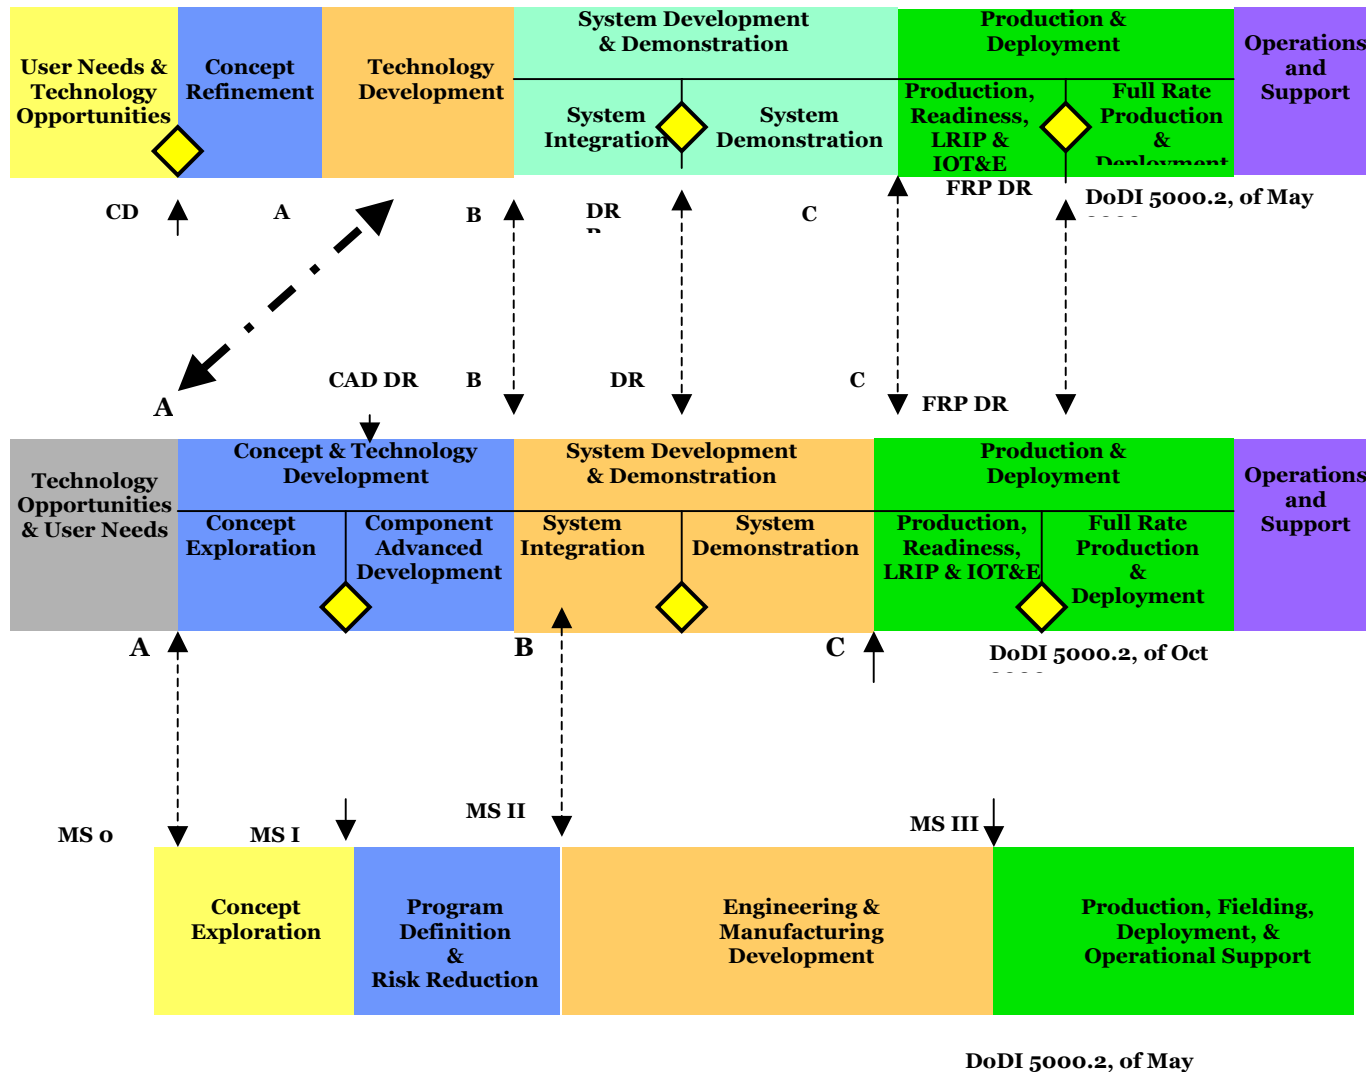 User Needs &
Technology
Opportunities
Concept
Refinement
Technology
Development
System Development
& Demonstration
System
Integration
System
Demonstration
Production &
Deployment
Production,
Readiness,
LRIP &
IOT&E
Full Rate
Production
&
Deployment
Operations
and
Support
CD
A
B
DR
C
FRP DR
DoDI 5000.2, of May
A
CAD DR
B
DR
C
FRP DR
Technology
Opportunities
& User Needs
Concept & Technology
Development
Concept
Exploration
Component
Advanced
Development
System Development
& Demonstration
System
Integration
System
Demonstration
Production &
Deployment
Production,
Readiness,
LRIP & IOT&E
Full Rate
Production
&
Deployment
Operations
and
Support
A
B
C
DoDI 5000.2, of Oct
MS 0
MS I
MS II
MS III
Concept
Exploration
Program
Definition
&
Risk Reduction
Engineering &
Manufacturing
Development
Production, Fielding,
Deployment, &
Operational Support
DoDI 5000.2, of May